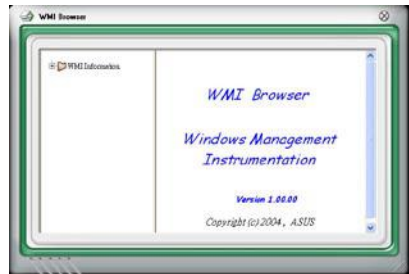 WMI Browser
WMI Information
WMI Browser
Windows Management
Instrumentation
Version 1.00.00
Copyright (c) 2004, ASUS